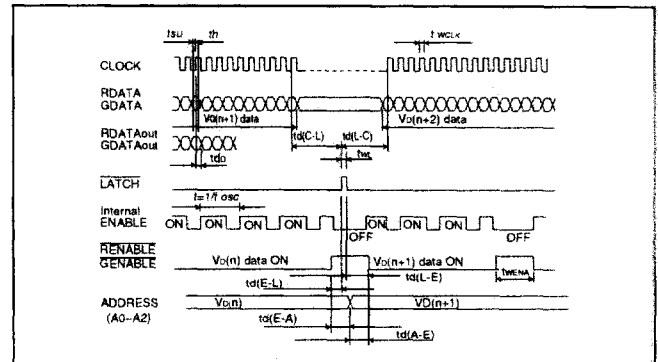 tsu th t WCLK
CLOCK
RDATA
GDATA
VD(n+1) data VD(n+2) data
RDATAout
GDATAout
td(C-L) td(L-C)
tdo twL
LATCH
t=1/f osc
Internal
ENABLE
ON ON ON ON ON ON ON
OFF OFF
RENABLE
GENABLE
VD(n) data ON VD(n+1) data ON
tWENA
td(E-L) td(L-E)
ADDRESS
(A0~A2)
VD(n) VD(n+1)
td(E-A)
td(A-E)